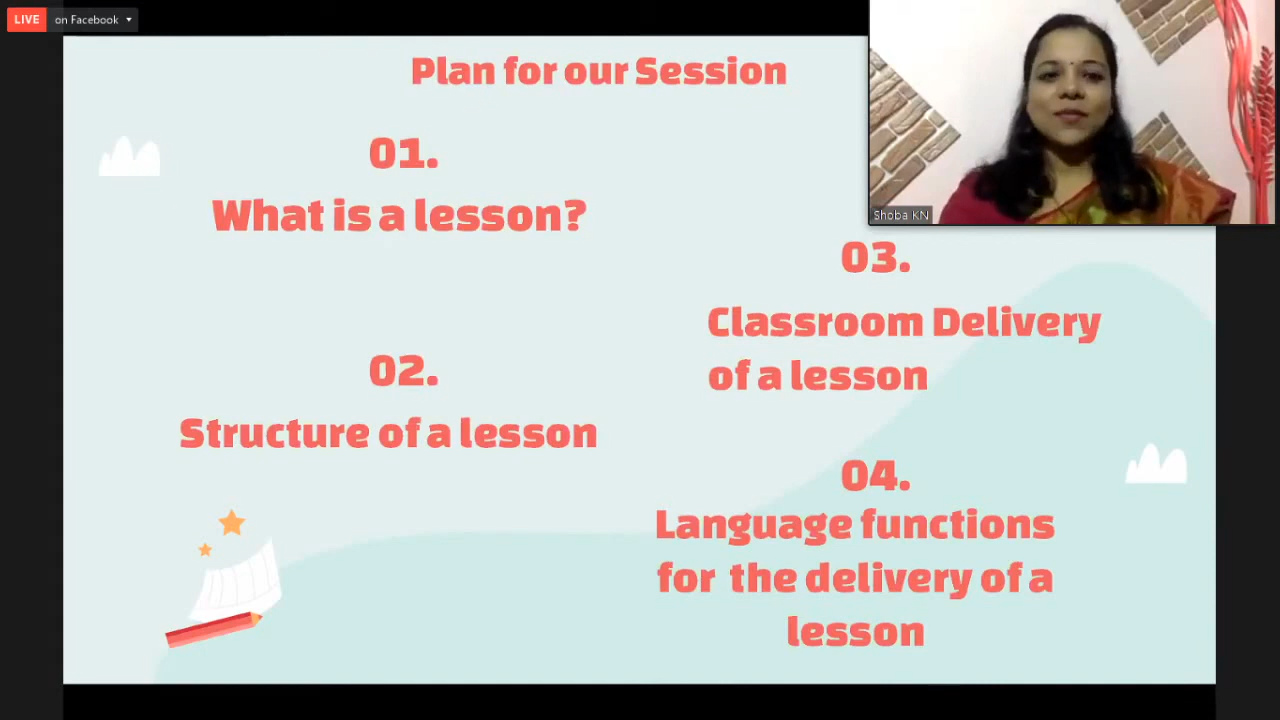 LIVE on Facebook
Plan for our Session
01.
What is a lesson?
02.
Structure of a lesson
Shoba KN
03.
Classroom Delivery
of a lesson
04.
Language functions
for the delivery of a
lesson